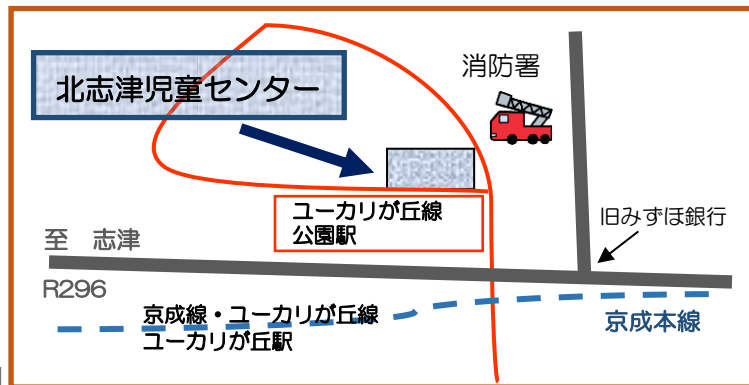 消防署
北志津児童センター
ユーカリが丘線
公園駅
旧みずほ銀行
至　志津
R296
京成線・ユーカリが丘線
ユーカリが丘駅
京成本線